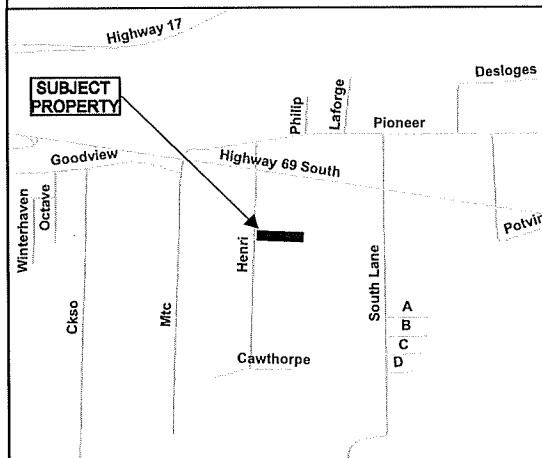 Highway 17
SUBJECT
PROPERTY
Desloges
Philip
Laforge
Pioneer
Goodview
Highway 69 South
Winterhaven
Octave
Potvin
Henri
Ckso
Mtc
South Lane
A
B
C
D
Cawthorpe